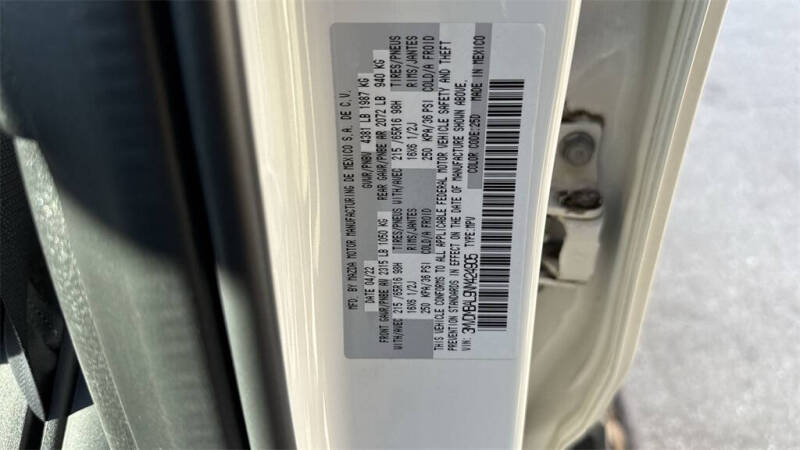 MFD. BY MAZDA MOTOR MANUFACTURING DE MEXICO S.A. DE C.V.
DATE 04/22 GVWR/PNBV 4381 LB 1987 KG
FRONT GAWR/PNBE AV 2315 LB 1050 KG REAR GAWR/PNBE AR 2072 LB 940 KG
WITH/AVEC 215 /65R16 98H TIRES/PNEUS WITH/AVEC 215 /65R16 98H TIRES/PNEUS
16X6 1/2J RIMS/JANTES 16X6 1/2J RIMS/JANTES
250 KPA/36 PSI COLD/A FROID 250 KPA/36 PSI COLD/A FROID
THIS VEHICLE CONFORMS TO ALL APPLICABLE FEDERAL MOTOR VEHICLE SAFETY AND THEFT
PREVENTION STANDARDS IN EFFECT ON THE DATE OF MANUFACTURE SHOWN ABOVE.
VIN: 3MVDMBAL9NM424905 TYPE:MPV COLOR CODE:25D MADE IN MEXICO